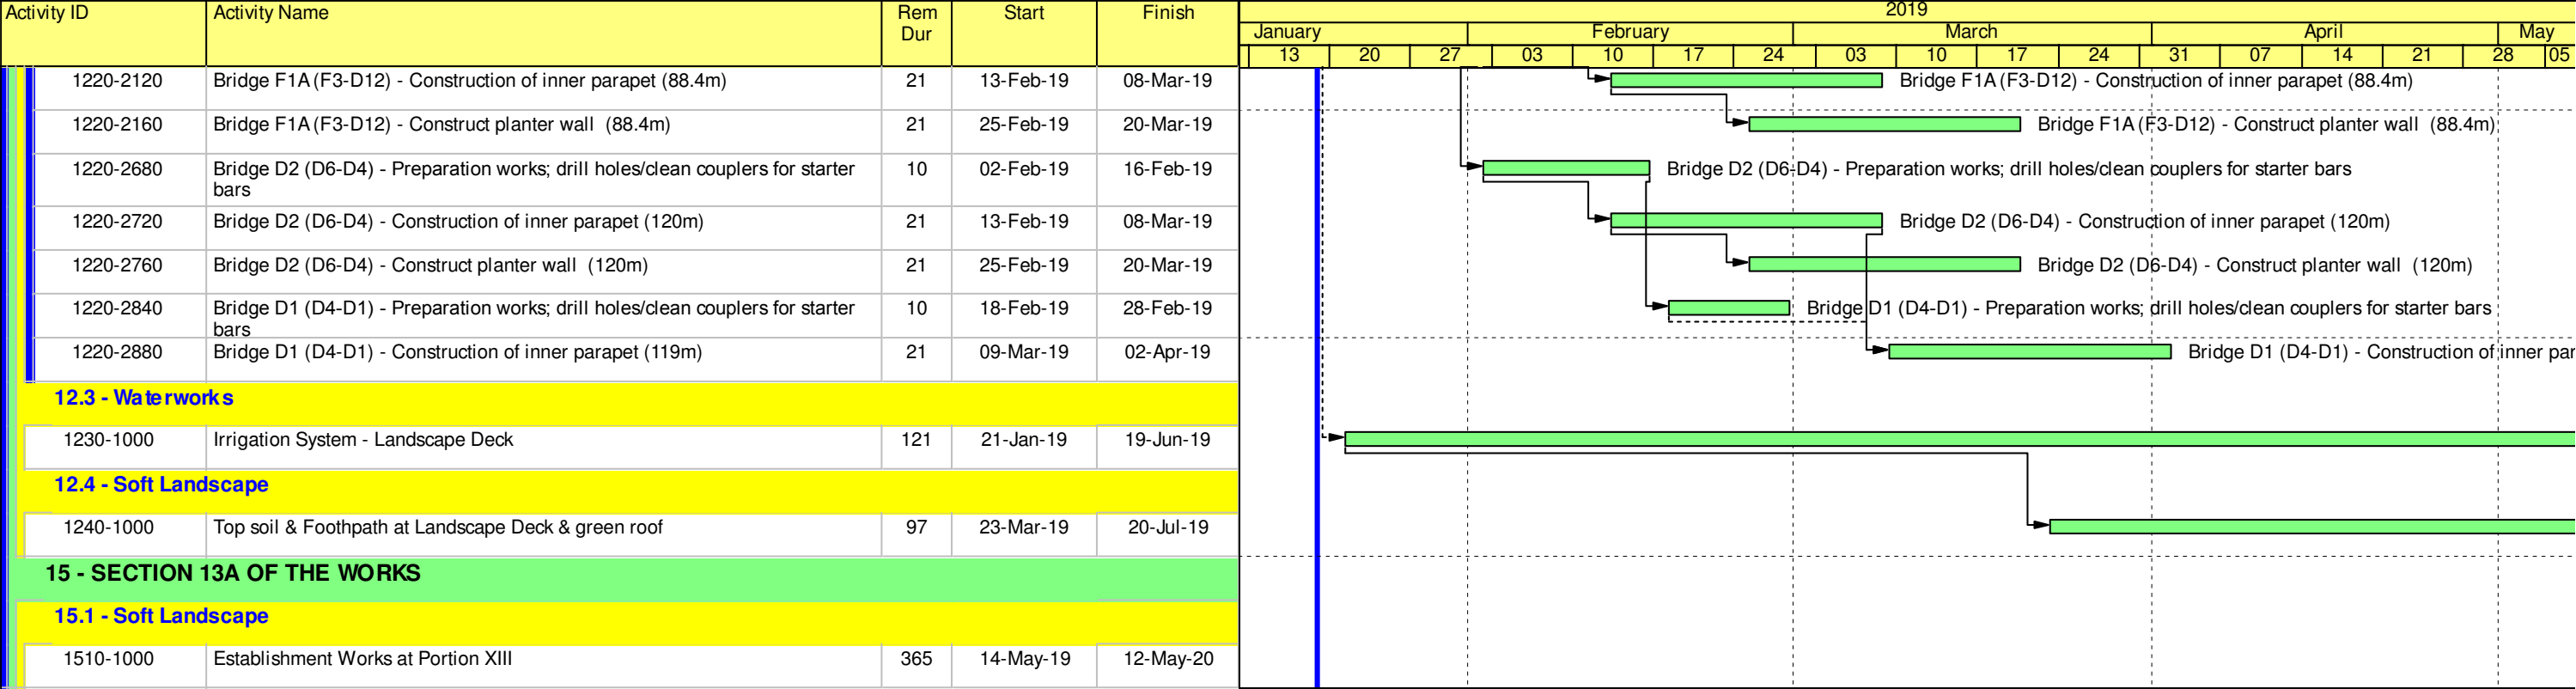 Activity ID Activity Name Rem Dur Start Finish
2019
January February March April May
13 20 27 03 10 17 24 03 10 17 24 31 07 14 21 28 05
1220-2120 Bridge F1A (F3-D12) - Construction of inner parapet (88.4m) 21 13-Feb-19 08-Mar-19 Bridge F1A (F3-D12) - Construction of inner parapet (88.4m)
1220-2160 Bridge F1A (F3-D12) - Construct planter wall (88.4m) 21 25-Feb-19 20-Mar-19 Bridge F1A (F3-D12) - Construct planter wall (88.4m)
1220-2680 Bridge D2 (D6-D4) - Preparation works; drill holes/clean couplers for starter 10 02-Feb-19 16-Feb-19 Bridge D2 (D6-D4) - Preparation works; drill holes/clean couplers for starter bars
bars
1220-2720 Bridge D2 (D6-D4) - Construction of inner parapet (120m) 21 13-Feb-19 08-Mar-19 Bridge D2 (D6-D4) - Construction of inner parapet (120m)
1220-2760 Bridge D2 (D6-D4) - Construct planter wall (120m) 21 25-Feb-19 20-Mar-19 Bridge D2 (D6-D4) - Construct planter wall (120m)
1220-2840 Bridge D1 (D4-D1) - Preparation works; drill holes/clean couplers for starter 10 18-Feb-19 28-Feb-19 Bridge D1 (D4-D1) - Preparation works; drill holes/clean couplers for starter bars
bars
1220-2880 Bridge D1 (D4-D1) - Construction of inner parapet (119m) 21 09-Mar-19 02-Apr-19 Bridge D1 (D4-D1) - Construction of inner par
12.3 - Waterworks
1230-1000 Irrigation System - Landscape Deck 121 21-Jan-19 19-Jun-19
12.4 - Soft Landscape
1240-1000 Top soil & Footpath at Landscape Deck & green roof 97 23-Mar-19 20-Jul-19
15 - SECTION 13A OF THE WORKS
15.1 - Soft Landscape
1510-1000 Establishment Works at Portion XIII 365 14-May-19 12-May-20